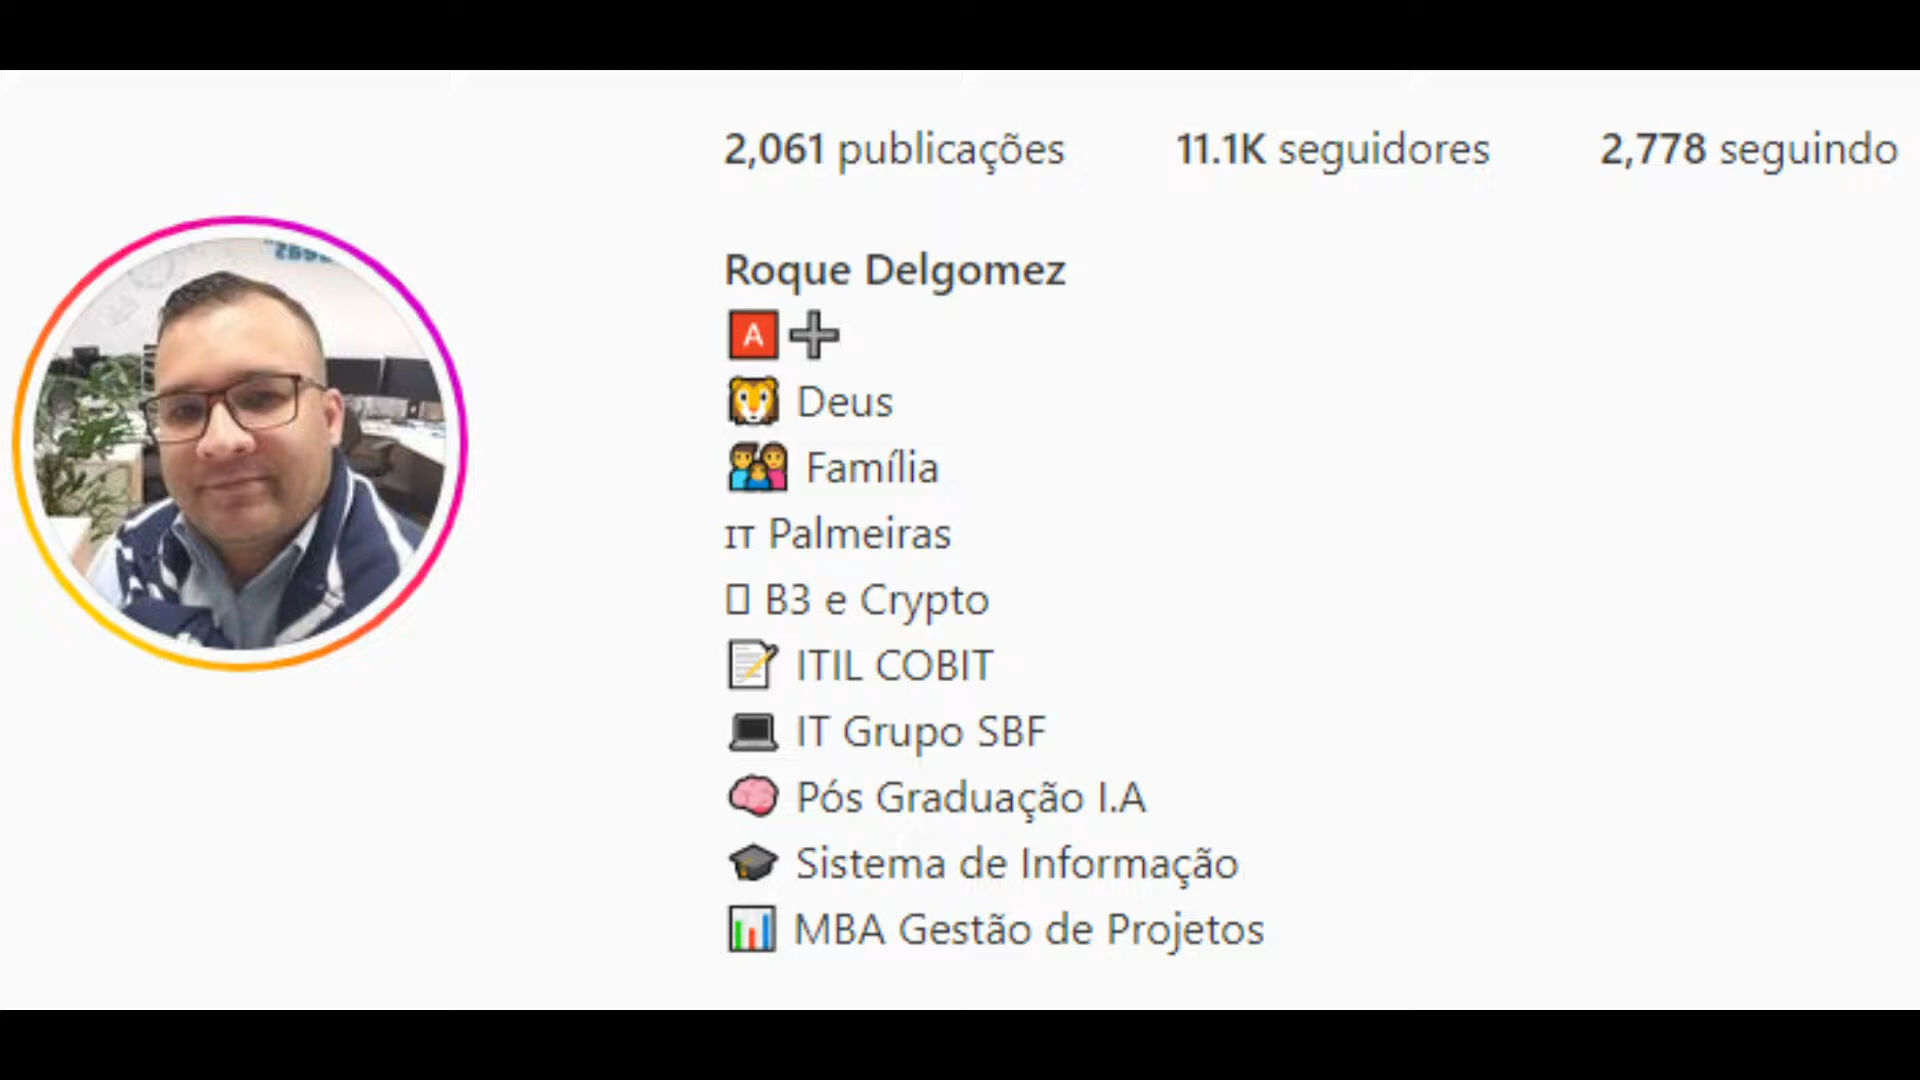 2,061 publicações 11.1K seguidores 2,778 seguindo
Roque Delgomez
🅰➕
🦁 Deus
👨‍👩‍👦 Família
IT Palmeiras
B3 e Crypto
📝 ITIL COBIT
💻 IT Grupo SBF
🧠 Pós Graduação I.A
🎓 Sistema de Informação
📊 MBA Gestão de Projetos